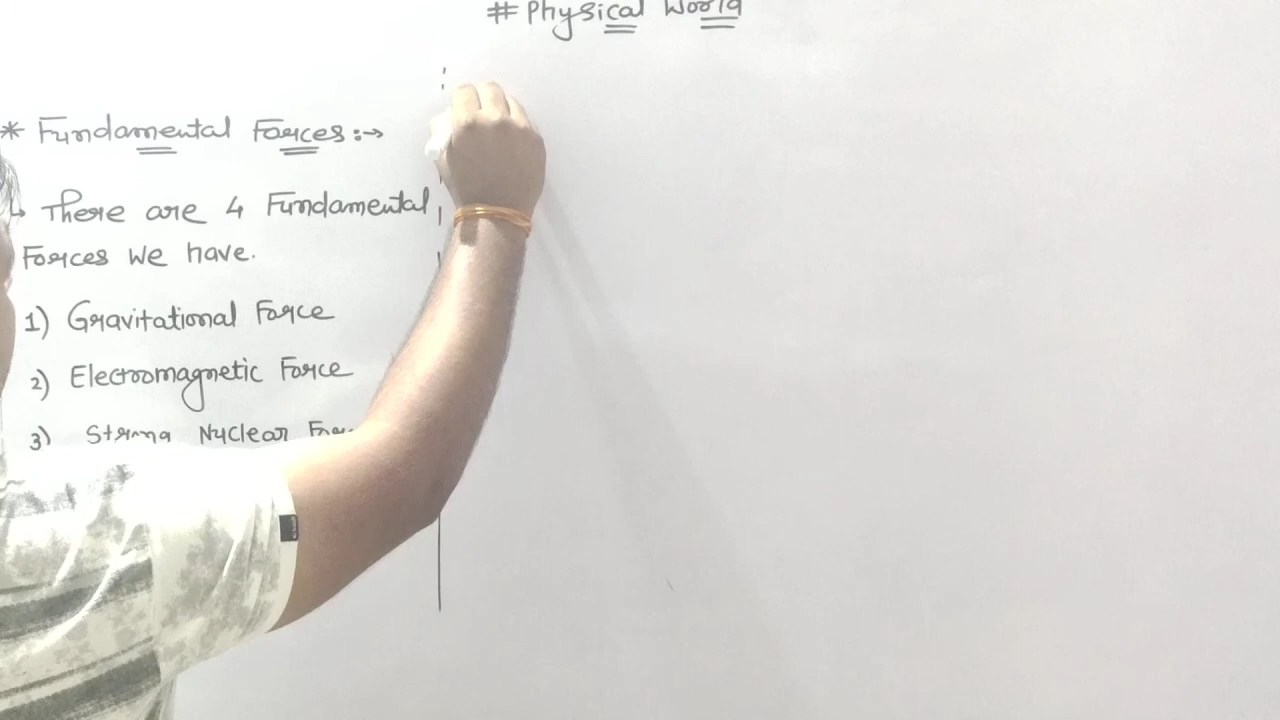 # Physical World
* Fundamental Forces :→
↳ There are 4 Fundamental
Forces we have.
1) Gravitational Force
2) Electromagnetic Force
3) Strong Nuclear